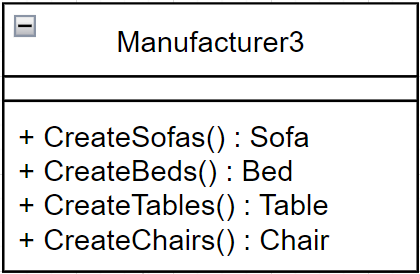 Manufacturer3
+ CreateSofas() : Sofa
+ CreateBeds() : Bed
+ CreateTables() : Table
+ CreateChairs() : Chair